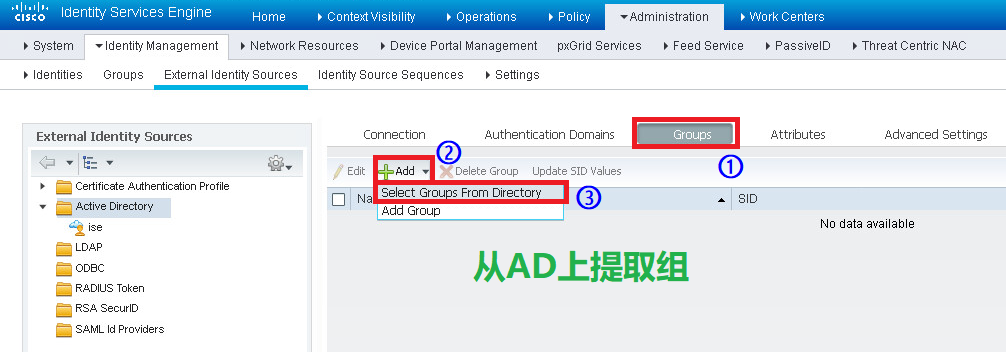 CISCO Identity Services Engine Home Context Visibility Operations Policy Administration Work Centers
System Identity Management Network Resources Device Portal Management pxGrid Services Feed Service PassiveID Threat Centric NAC
Identities Groups External Identity Sources Identity Source Sequences Settings
External Identity Sources
Certificate Authentication Profile
Active Directory
ise
LDAP
ODBC
RADIUS Token
RSA SecurID
SAML Id Providers
Connection Authentication Domains Groups Attributes Advanced Settings
① 
Edit Add Delete Group Update SID Values
②
Select Groups From Directory
③
Add Group
Na SID
No data available
从AD上提取组